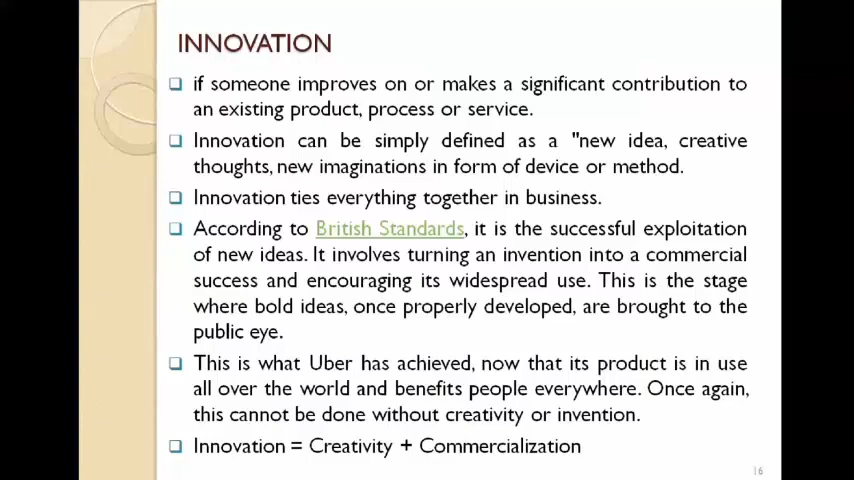 INNOVATION
if someone improves on or makes a significant contribution to
an existing product, process or service.
Innovation can be simply defined as a "new idea, creative
thoughts, new imaginations in form of device or method.
Innovation ties everything together in business.
According to British Standards, it is the successful exploitation
of new ideas. It involves turning an invention into a commercial
success and encouraging its widespread use. This is the stage
where bold ideas, once properly developed, are brought to the
public eye.
This is what Uber has achieved, now that its product is in use
all over the world and benefits people everywhere. Once again,
this cannot be done without creativity or invention.
Innovation = Creativity + Commercialization
16